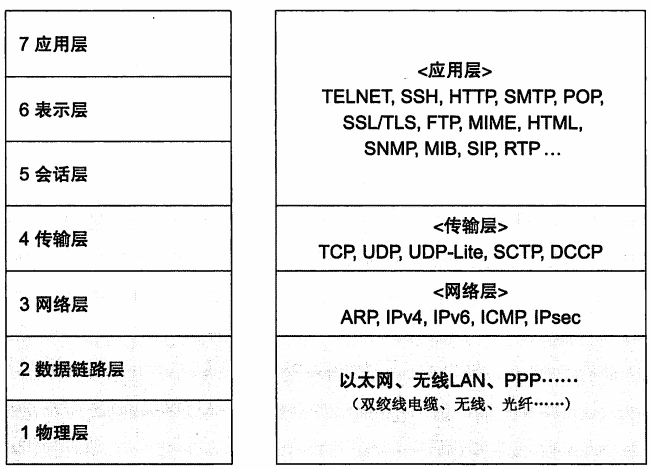 7 应用层
6 表示层
5 会话层
4 传输层
3 网络层
2 数据链路层
1 物理层
<应用层>
TELNET, SSH, HTTP, SMTP, POP,
SSL/TLS, FTP, MIME, HTML,
SNMP, MIB, SIP, RTP …
<传输层>
TCP, UDP, UDP-Lite, SCTP, DCCP
<网络层>
ARP, IPv4, IPv6, ICMP, IPsec
以太网、无线LAN、PPP……
（双绞线电缆、无线、光纤……）